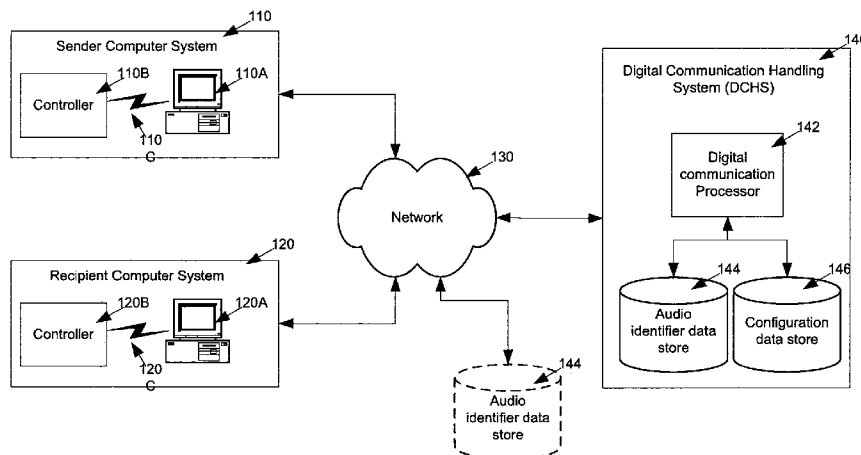 110
Sender Computer System
110B
110A
Controller
110
C
120
Recipient Computer System
120B
120A
Controller
120
C
130
Network
144
Audio
identifier data
store
Digital Communication Handling
System (DCHS)
142
Digital
communication
Processor
144
Audio
identifier data
store
146
Configuration
data store